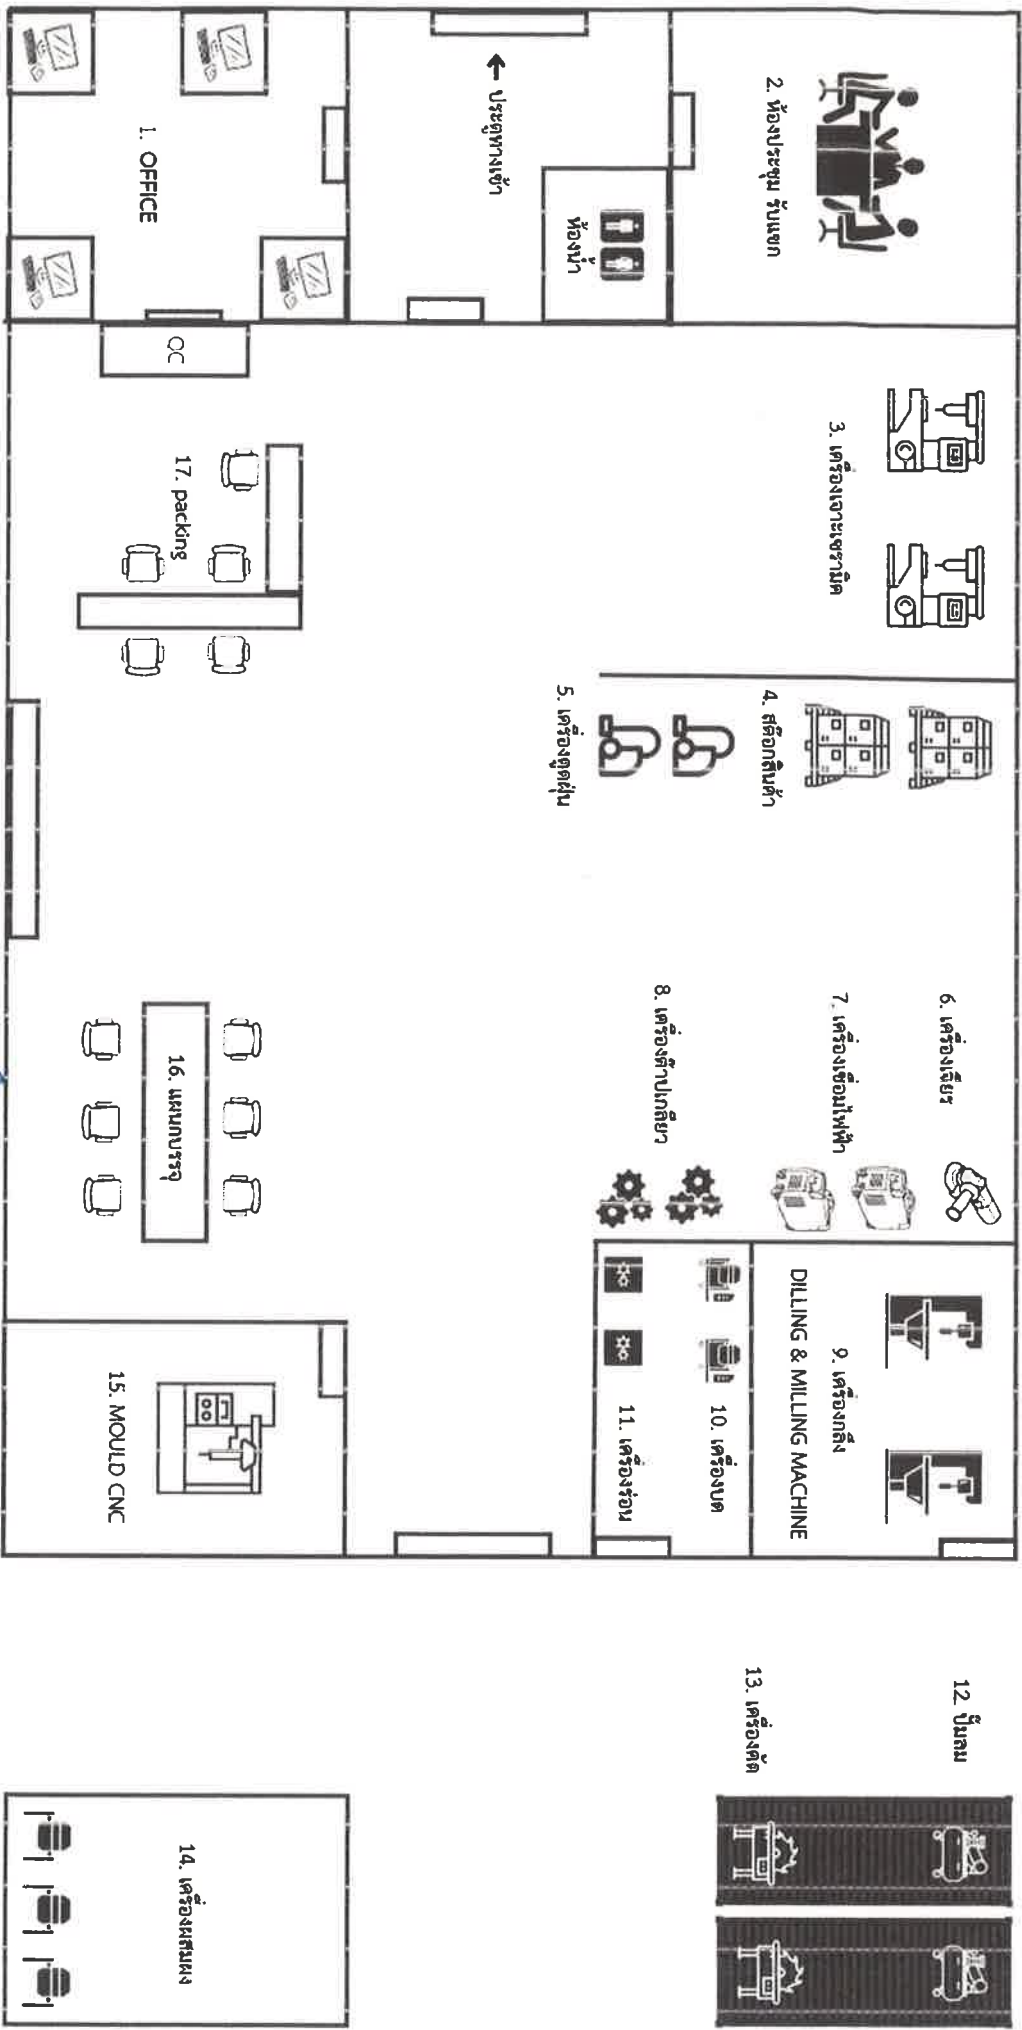 1. OFFICE
← ประตูทางเข้า
ห้องน้ำ
2. ห้องประชุม รับแขก
QC
17. packing
3. เครื่องเจาะเซรามิค
4. สต๊อกสินค้า
5. เครื่องดูดฝุ่น
6. เครื่องเจียร
7. เครื่องเชื่อมไฟฟ้า
8. เครื่องต๊าปเกลียว
9. เครื่องกลึง
DILLING & MILLING MACHINE
10. เครื่องบด
11. เครื่องร่อน
12. ปั๊มลม
13. เครื่องตัด
14. เครื่องผสมผง
15. MOULD CNC
16. แผนกบรรจุ